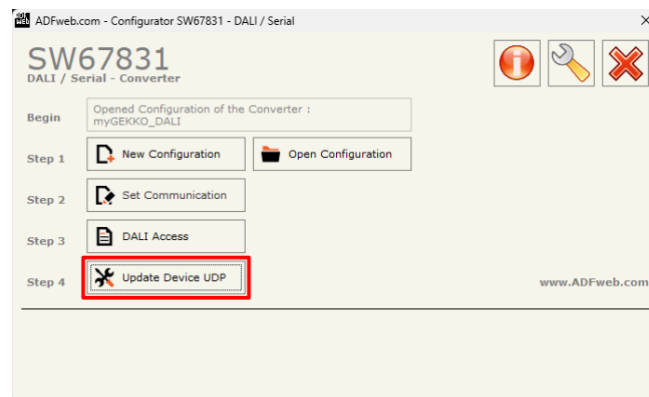 ADFweb.com - Configurator SW67831 - DALI / Serial
SW67831
DALI / Serial - Converter
Begin
Opened Configuration of the Converter :
myGEKKO_DALI
Step 1
New Configuration
Open Configuration
Step 2
Set Communication
Step 3
DALI Access
Step 4
Update Device UDP
www.ADFweb.com